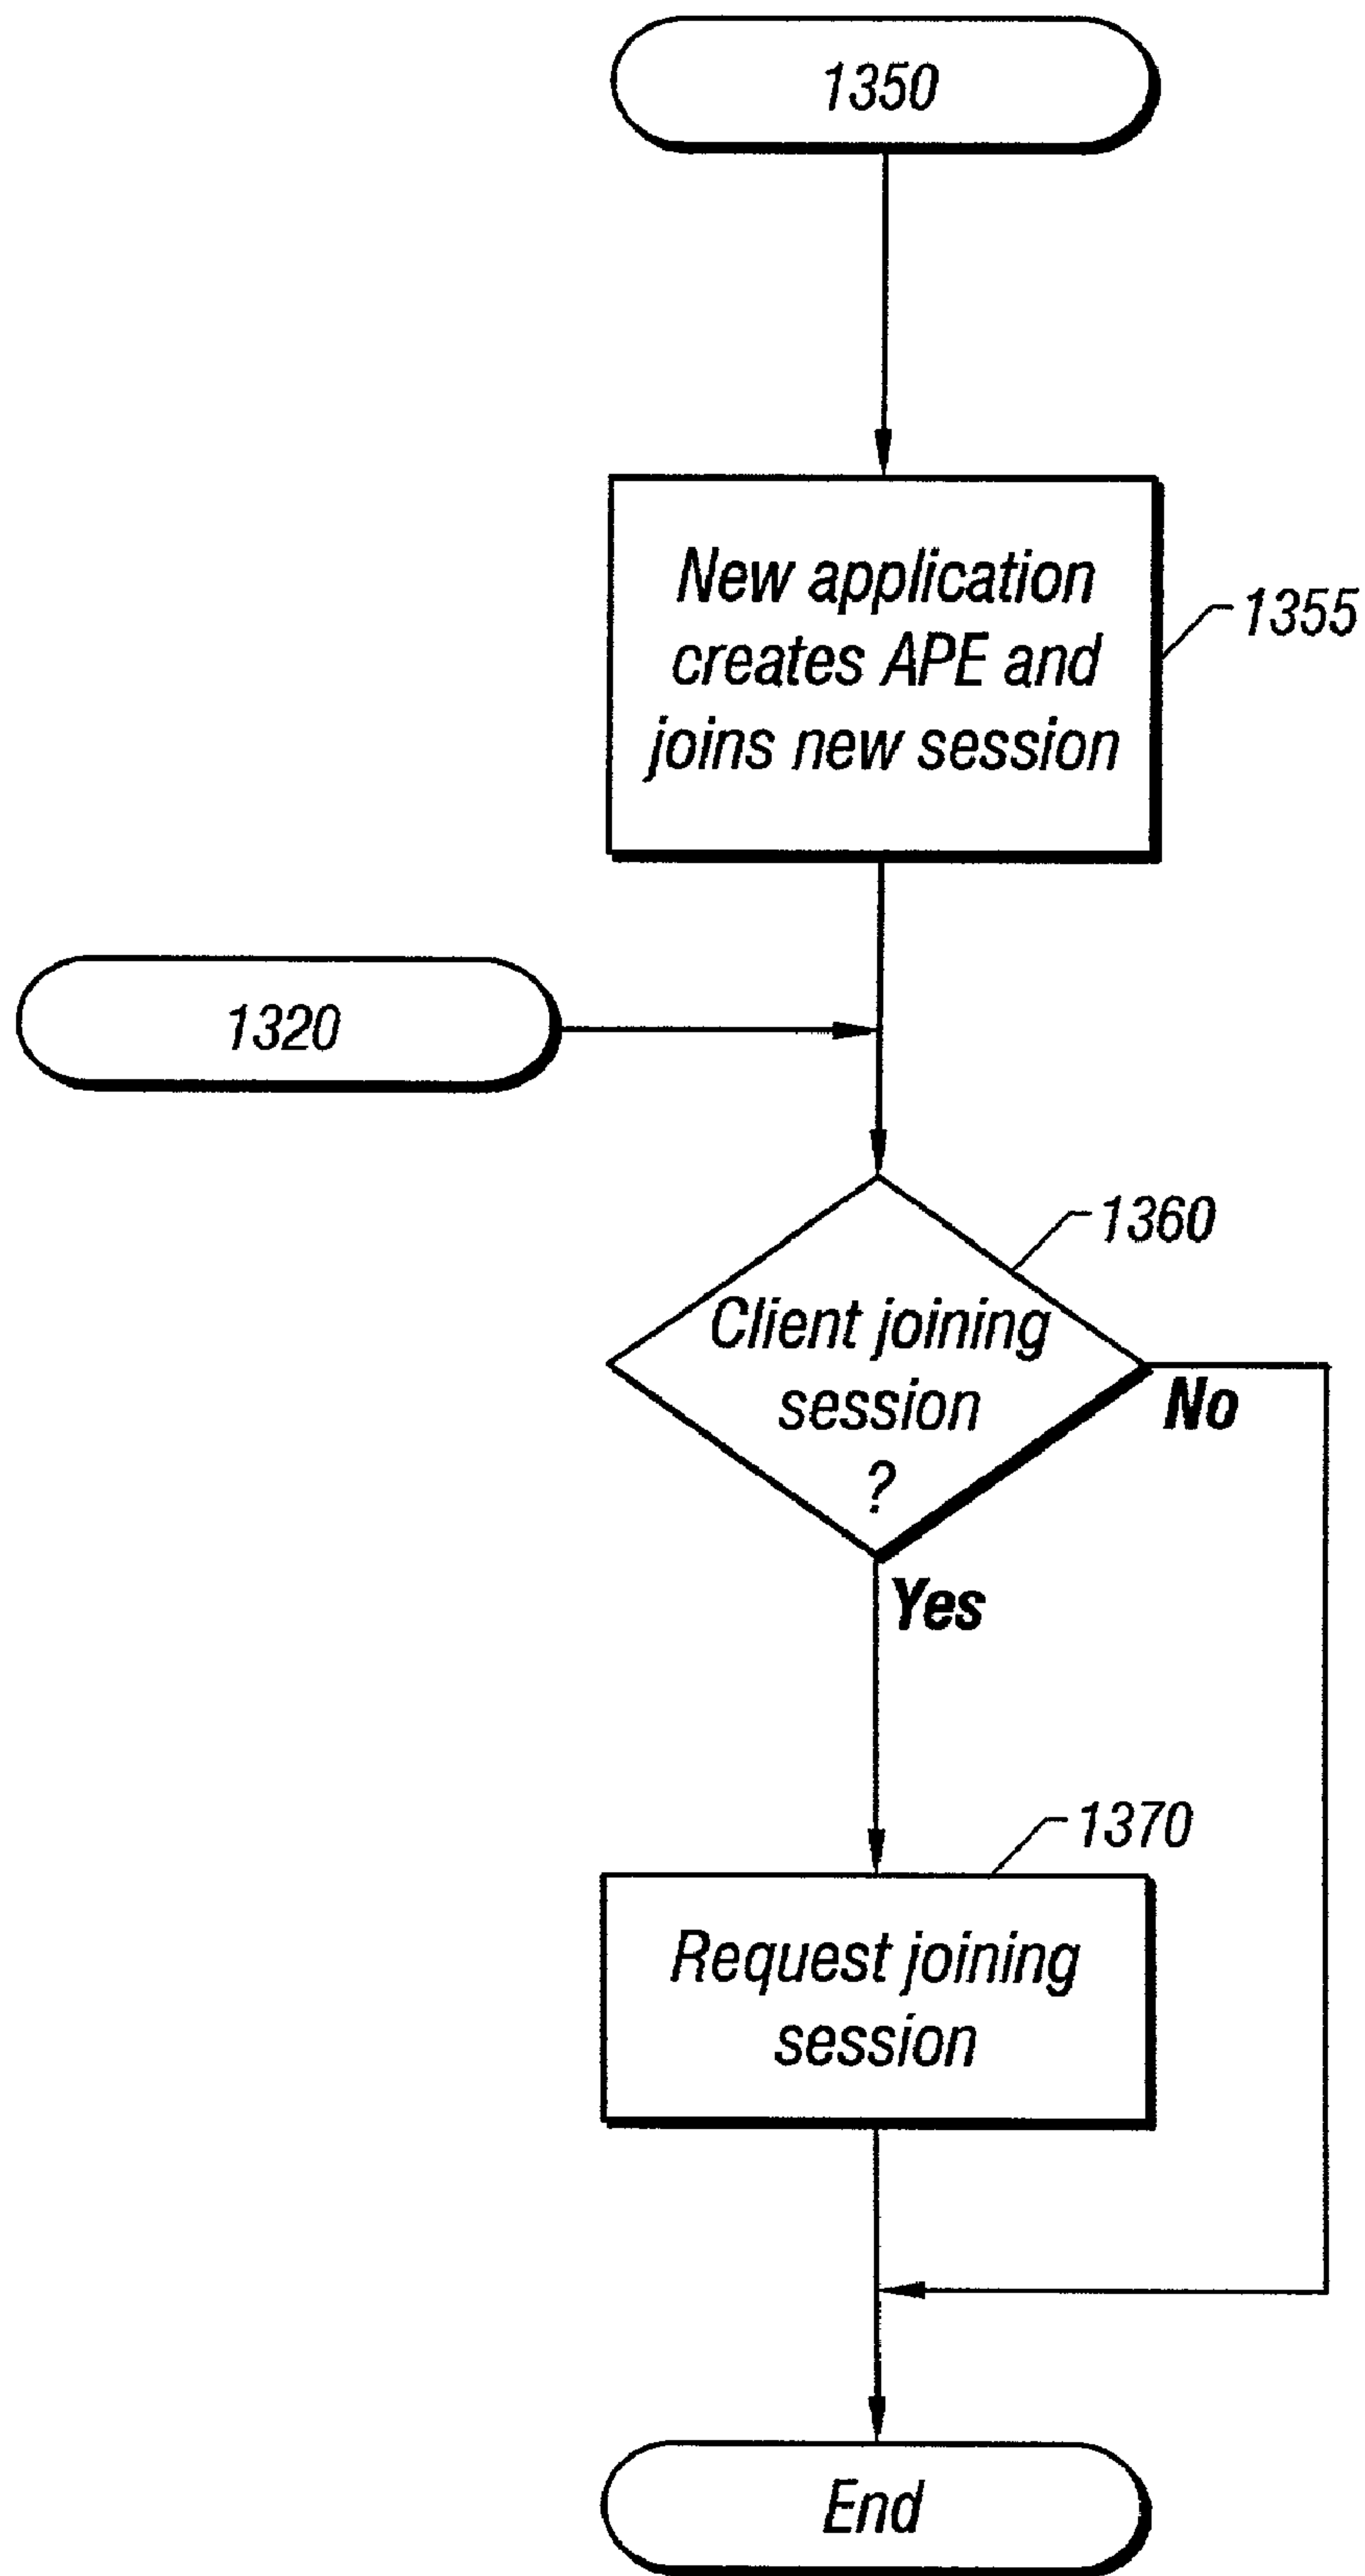 1350
New application
creates APE and
joins new session
1355
1320
1360
Client joining
session
?
No
Yes
1370
Request joining
session
End